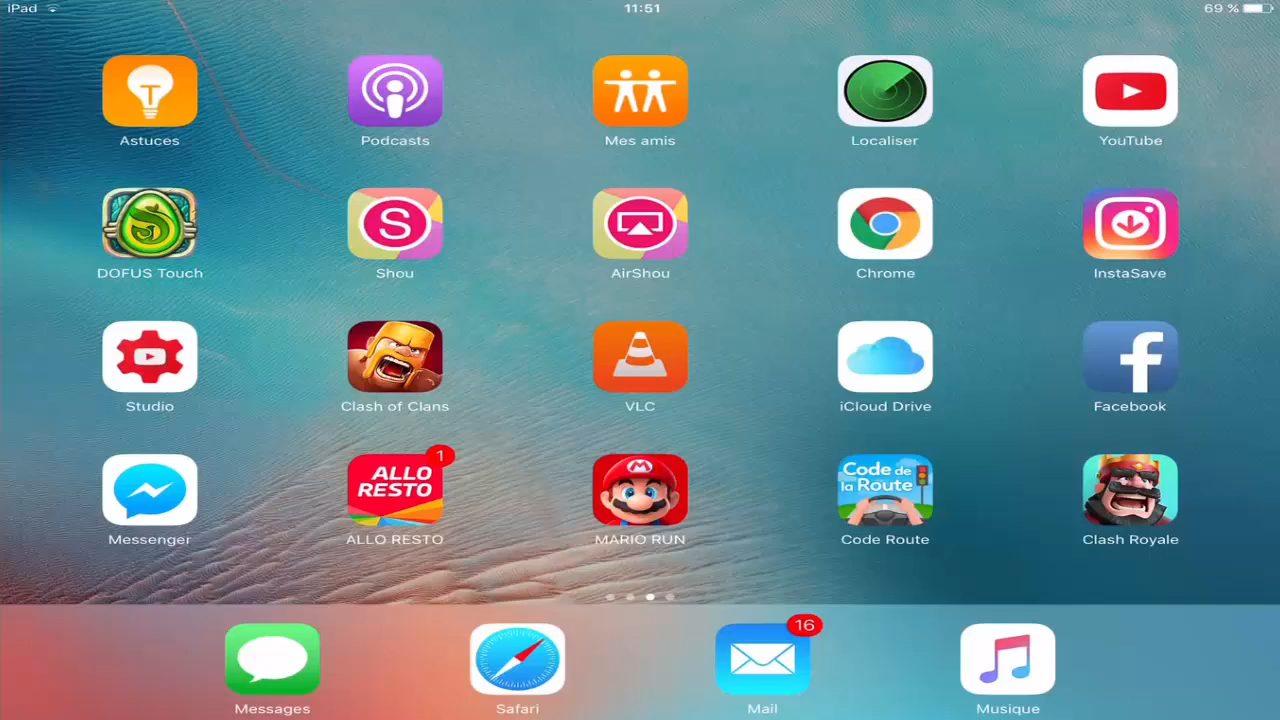 iPad 11:51 69 %
Astuces Podcasts Mes amis Localiser YouTube
S
DOFUS Touch Shou AirShou Chrome InstaSave
Studio Clash of Clans VLC iCloud Drive Facebook
1
ALLO
RESTO
M
Code de
la Route
Messenger ALLO RESTO MARIO RUN Code Route Clash Royale
16
Messages Safari Mail Musique